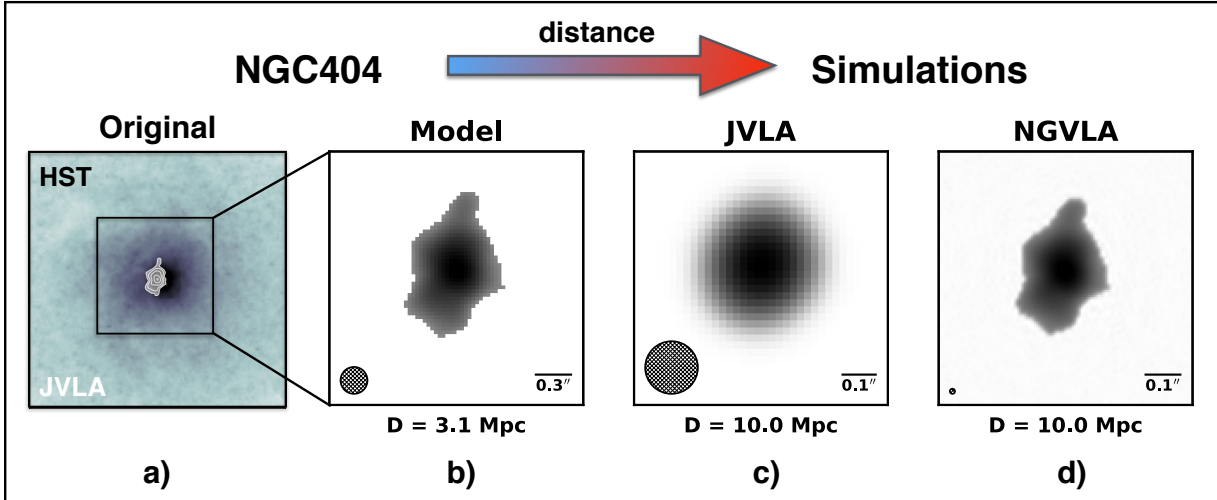 distance
NGC404
Simulations
Original
Model
JVLA
NGVLA
HST
JVLA
0.3″
0.1″
0.1″
D = 3.1 Mpc
D = 10.0 Mpc
D = 10.0 Mpc
a)
b)
c)
d)